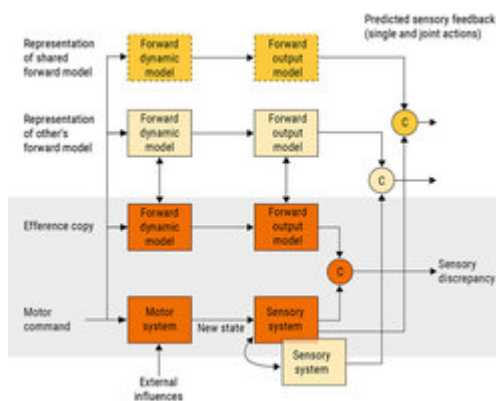 Predicted sensory feedback
(single and joint actions)
Representation
of shared
forward model
Forward
dynamic
model
Forward
output
model
C
Representation
of other's
forward model
Forward
dynamic
model
Forward
output
model
C
Efference copy
Forward
dynamic
model
Forward
output
model
C
Sensory
discrepancy
Motor
command
Motor
system
New state
Sensory
system
Sensory
system
External
influences